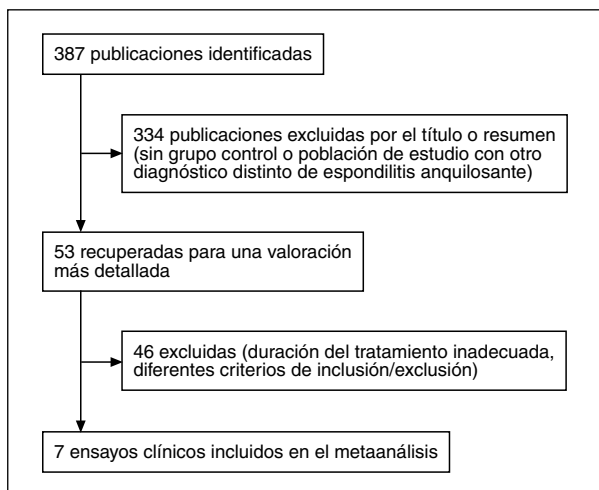 387 publicaciones identificadas
334 publicaciones excluidas por el título o resumen
(sin grupo control o población de estudio con otro
diagnóstico distinto de espondilitis anquilosante)
53 recuperadas para una valoración
más detallada
46 excluidas (duración del tratamiento inadecuada,
diferentes criterios de inclusión/exclusión)
7 ensayos clínicos incluidos en el metaanálisis